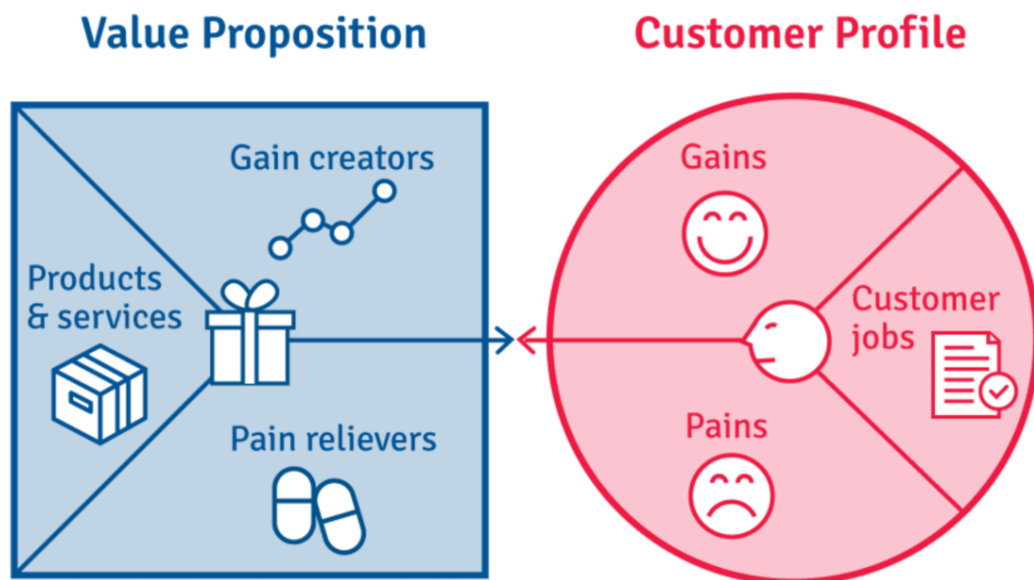 Value Proposition
Customer Profile
Gain creators
Products
& services
Pain relievers
Gains
Customer
jobs
Pains